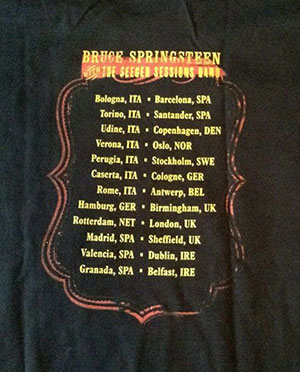 BRUCE SPRINGSTEEN
WITH THE SEEGER SESSIONS BAND
Bologna, ITA • Barcelona, SPA
Torino, ITA • Santander, SPA
Udine, ITA • Copenhagen, DEN
Verona, ITA • Oslo, NOR
Perugia, ITA • Stockholm, SWE
Caserta, ITA • Cologne, GER
Rome, ITA • Antwerp, BEL
Hamburg, GER • Birmingham, UK
Rotterdam, NET • London, UK
Madrid, SPA • Sheffield, UK
Valencia, SPA • Dublin, IRE
Granada, SPA • Belfast, IRE